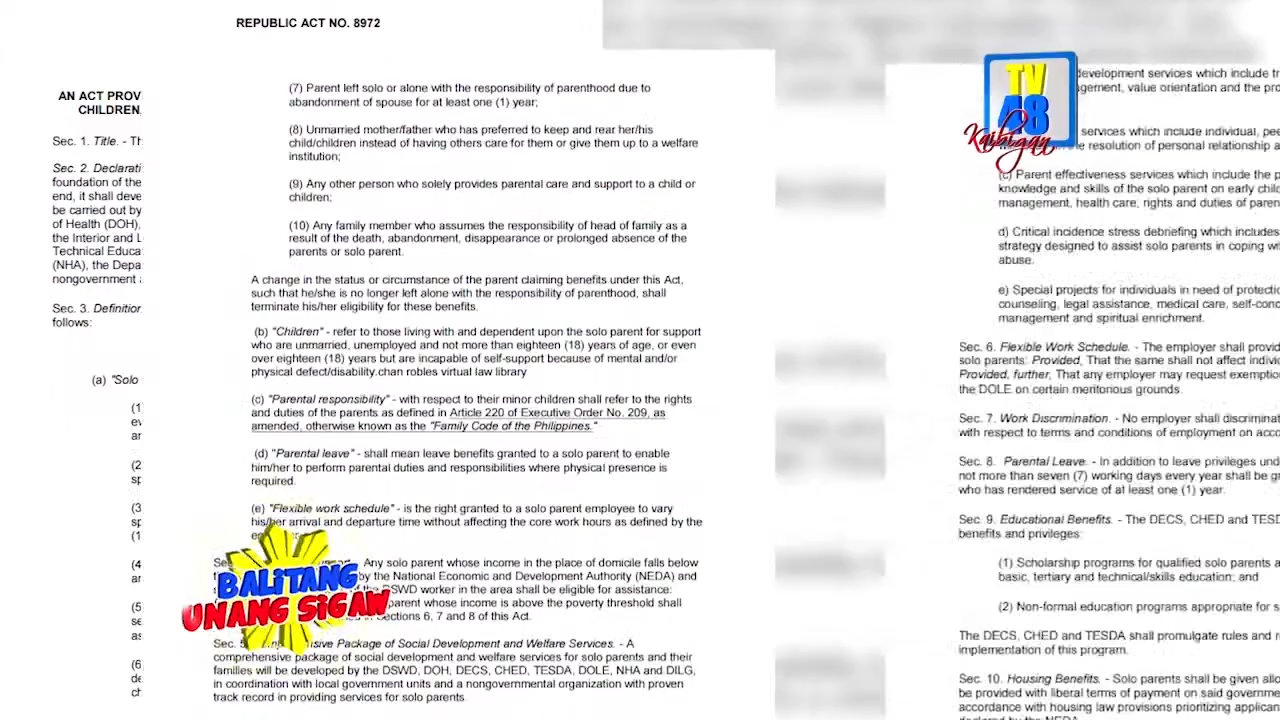 REPUBLIC ACT NO. 8972
AN ACT PROV
CHILDREN,
Sec. 1. Title. - Th
Sec. 2. Declarati
foundation of the
end, it shall deve
be carried out by
of Health (DOH),
the Interior and L
Technical Educa
(NHA), the Depa
nongovernment
Sec. 3. Definition
follows:
(a) "Solo
(1
ev
ar
(2
sp
(3
sp
(1
(4
ar
(5
se
as
(6
de
ch
(7) Parent left solo or alone with the responsibility of parenthood due to
abandonment of spouse for at least one (1) year;
(8) Unmarried mother/father who has preferred to keep and rear her/his
child/children instead of having others care for them or give them up to a welfare
institution;
(9) Any other person who solely provides parental care and support to a child or
children;
(10) Any family member who assumes the responsibility of head of family as a
result of the death, abandonment, disappearance or prolonged absence of the
parents or solo parent.
A change in the status or circumstance of the parent claiming benefits under this Act,
such that he/she is no longer left alone with the responsibility of parenthood, shall
terminate his/her eligibility for these benefits.
(b) "Children" - refer to those living with and dependent upon the solo parent for support
who are unmarried, unemployed and not more than eighteen (18) years of age, or even
over eighteen (18) years but are incapable of self-support because of mental and/or
physical defect/disability.chan robles virtual law library
(c) "Parental responsibility" - with respect to their minor children shall refer to the rights
and duties of the parents as defined in Article 220 of Executive Order No. 209, as
amended, otherwise known as the "Family Code of the Philippines."
(d) "Parental leave" - shall mean leave benefits granted to a solo parent to enable
him/her to perform parental duties and responsibilities where physical presence is
required.
(e) "Flexible work schedule" - is the right granted to a solo parent employee to vary
his/her arrival and departure time without affecting the core work hours as defined by the
Any solo parent whose income in the place of domicile falls below
by the National Economic and Development Authority (NEDA) and
DSWD worker in the area shall be eligible for assistance:
parent whose income is above the poverty threshold shall
Sections 6, 7 and 8 of this Act.
Sec. 5. sive Package of Social Development and Welfare Services. - A
comprehensive package of social development and welfare services for solo parents and their
families will be developed by the DSWD, DOH, DECS, CHED, TESDA, DOLE, NHA and DILG,
in coordination with local government units and a nongovernmental organization with proven
track record in providing services for solo parents.
BALITANG
UNANG SIGAW
TV
48
Kaibigan
development services which include tr
gement, value orientation and the pro
services which include individual, pee
the resolution of personal relationship a
(c) Parent effectiveness services which include the p
knowledge and skills of the solo parent on early child
management, health care, rights and duties of paren
d) Critical incidence stress debriefing which includes
strategy designed to assist solo parents in coping wi
abuse.
e) Special projects for individuals in need of protectio
counseling, legal assistance, medical care, self-conc
management and spiritual enrichment.
Sec. 6. Flexible Work Schedule. - The employer shall provid
solo parents: Provided, That the same shall not affect individ
Provided, further, That any employer may request exemption
the DOLE on certain meritorious grounds.
Sec. 7. Work Discrimination. - No employer shall discriminat
with respect to terms and conditions of employment on acco
Sec. 8. Parental Leave. - In addition to leave privileges unde
not more than seven (7) working days every year shall be gr
who has rendered service of at least one (1) year.
Sec. 9. Educational Benefits. - The DECS, CHED and TESD
benefits and privileges:
(1) Scholarship programs for qualified solo parents a
basic, tertiary and technical/skills education; and
(2) Non-formal education programs appropriate for s
The DECS, CHED and TESDA shall promulgate rules and r
implementation of this program.
Sec. 10. Housing Benefits. - Solo parents shall be given allo
be provided with liberal terms of payment on said governme
accordance with housing law provisions prioritizing applican
declared by the NEDA.